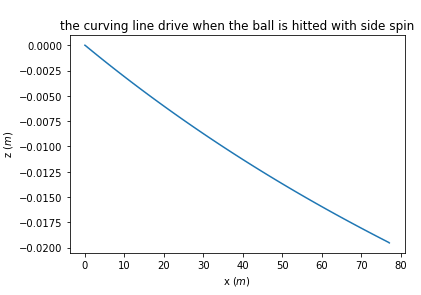 the curving line drive when the ball is hitted with side spin
0.0000
−0.0025
−0.0050
−0.0075
−0.0100
−0.0125
−0.0150
−0.0175
−0.0200
z (m)
0 10 20 30 40 50 60 70 80
x (m)